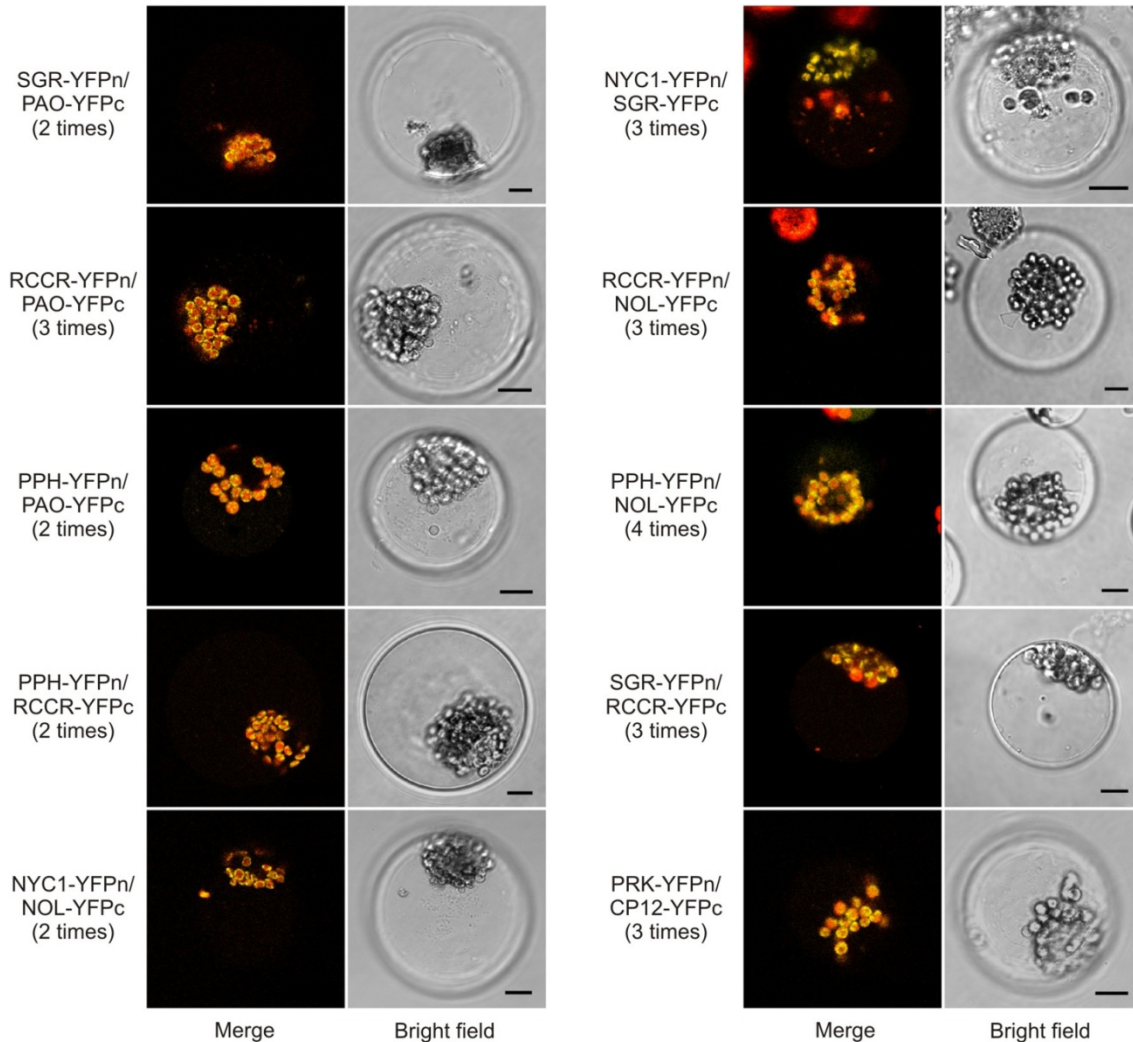 SGR-YFPn/
PAO-YFPc
(2 times)
RCCR-YFPn/
PAO-YFPc
(3 times)
PPH-YFPn/
PAO-YFPc
(2 times)
PPH-YFPn/
RCCR-YFPc
(2 times)
NYC1-YFPn/
NOL-YFPc
(2 times)
Merge
Bright field
NYC1-YFPn/
SGR-YFPc
(3 times)
RCCR-YFPn/
NOL-YFPc
(3 times)
PPH-YFPn/
NOL-YFPc
(4 times)
SGR-YFPn/
RCCR-YFPc
(3 times)
PRK-YFPn/
CP12-YFPc
(3 times)
Merge
Bright field